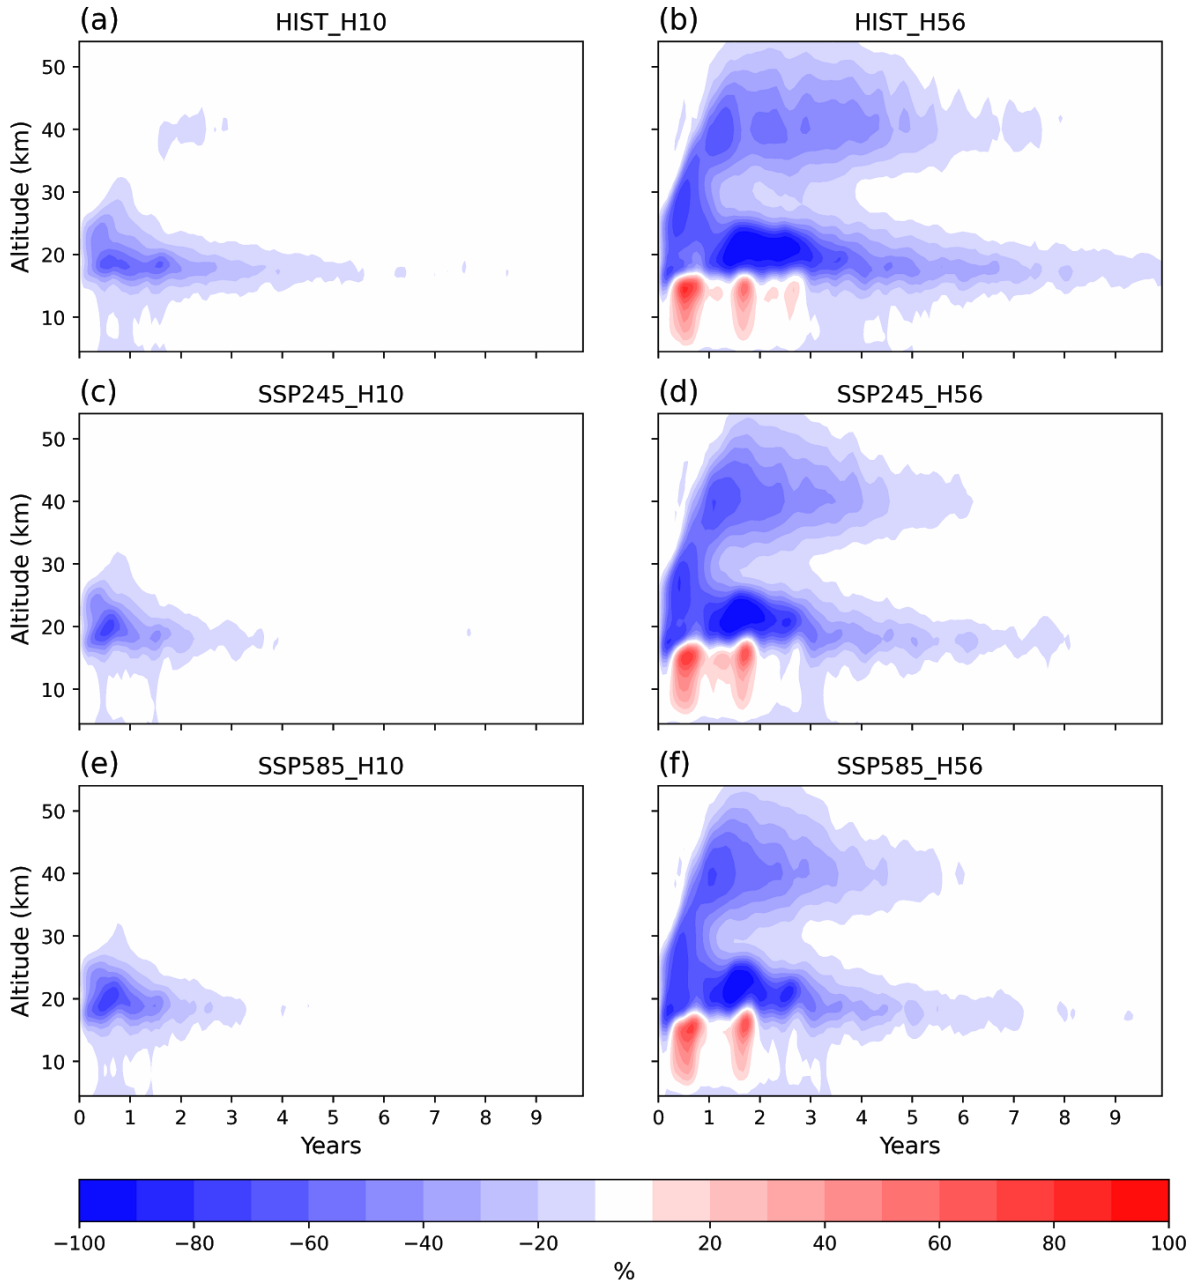 (a) HIST_H10
(b) HIST_H56
50
40
30
20
10
Altitude (km)
(c) SSP245_H10
(d) SSP245_H56
50
40
30
20
10
Altitude (km)
(e) SSP585_H10
(f) SSP585_H56
50
40
30
20
10
Altitude (km)
0 1 2 3 4 5 6 7 8 9
Years
0 1 2 3 4 5 6 7 8 9
Years
−100 −80 −60 −40 −20 20 40 60 80 100
%